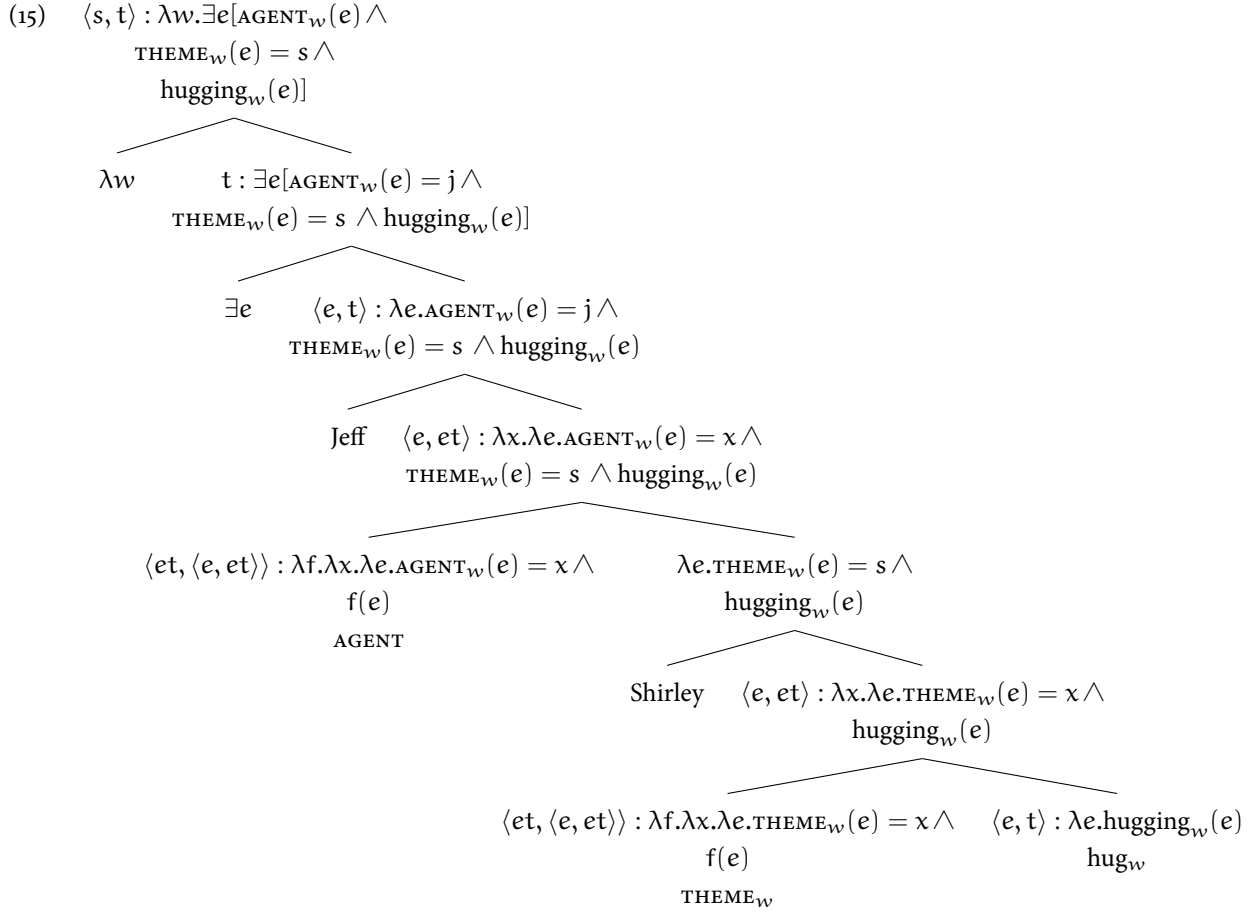 (15) ⟨s, t⟩ : λw.∃e[AGENT_w(e) ∧
THEME_w(e) = s ∧
hugging_w(e)]
λw t : ∃e[AGENT_w(e) = j ∧
THEME_w(e) = s ∧ hugging_w(e)]
∃e ⟨e, t⟩ : λe.AGENT_w(e) = j ∧
THEME_w(e) = s ∧ hugging_w(e)
Jeff ⟨e, et⟩ : λx.λe.AGENT_w(e) = x ∧
THEME_w(e) = s ∧ hugging_w(e)
⟨et, ⟨e, et⟩⟩ : λf.λx.λe.AGENT_w(e) = x ∧ λe.THEME_w(e) = s ∧
f(e) hugging_w(e)
AGENT
Shirley ⟨e, et⟩ : λx.λe.THEME_w(e) = x ∧
hugging_w(e)
⟨et, ⟨e, et⟩⟩ : λf.λx.λe.THEME_w(e) = x ∧ ⟨e, t⟩ : λe.hugging_w(e)
f(e) hug_w
THEME_w